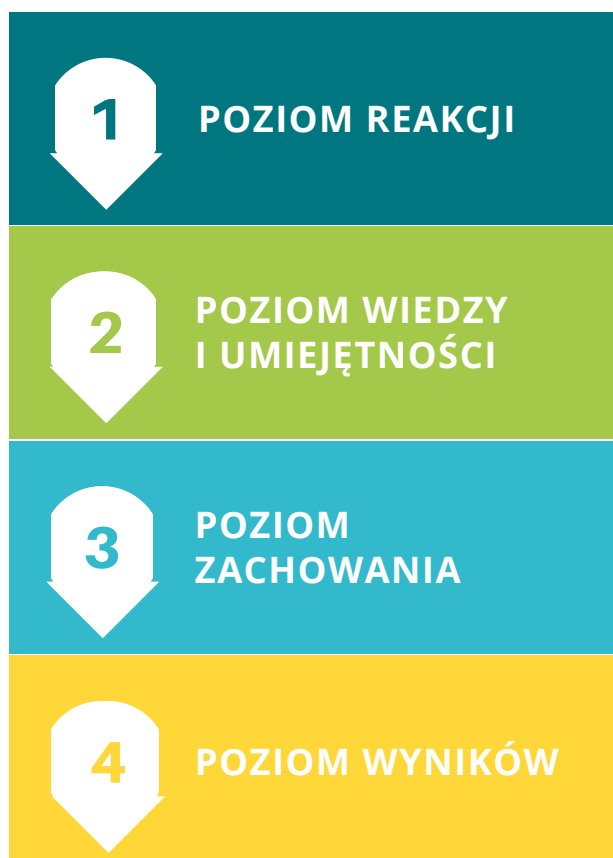 1
POZIOM REAKCJI
2
POZIOM WIEDZY
I UMIEJĘTNOŚCI
3
POZIOM
ZACHOWANIA
4
POZIOM WYNIKÓW